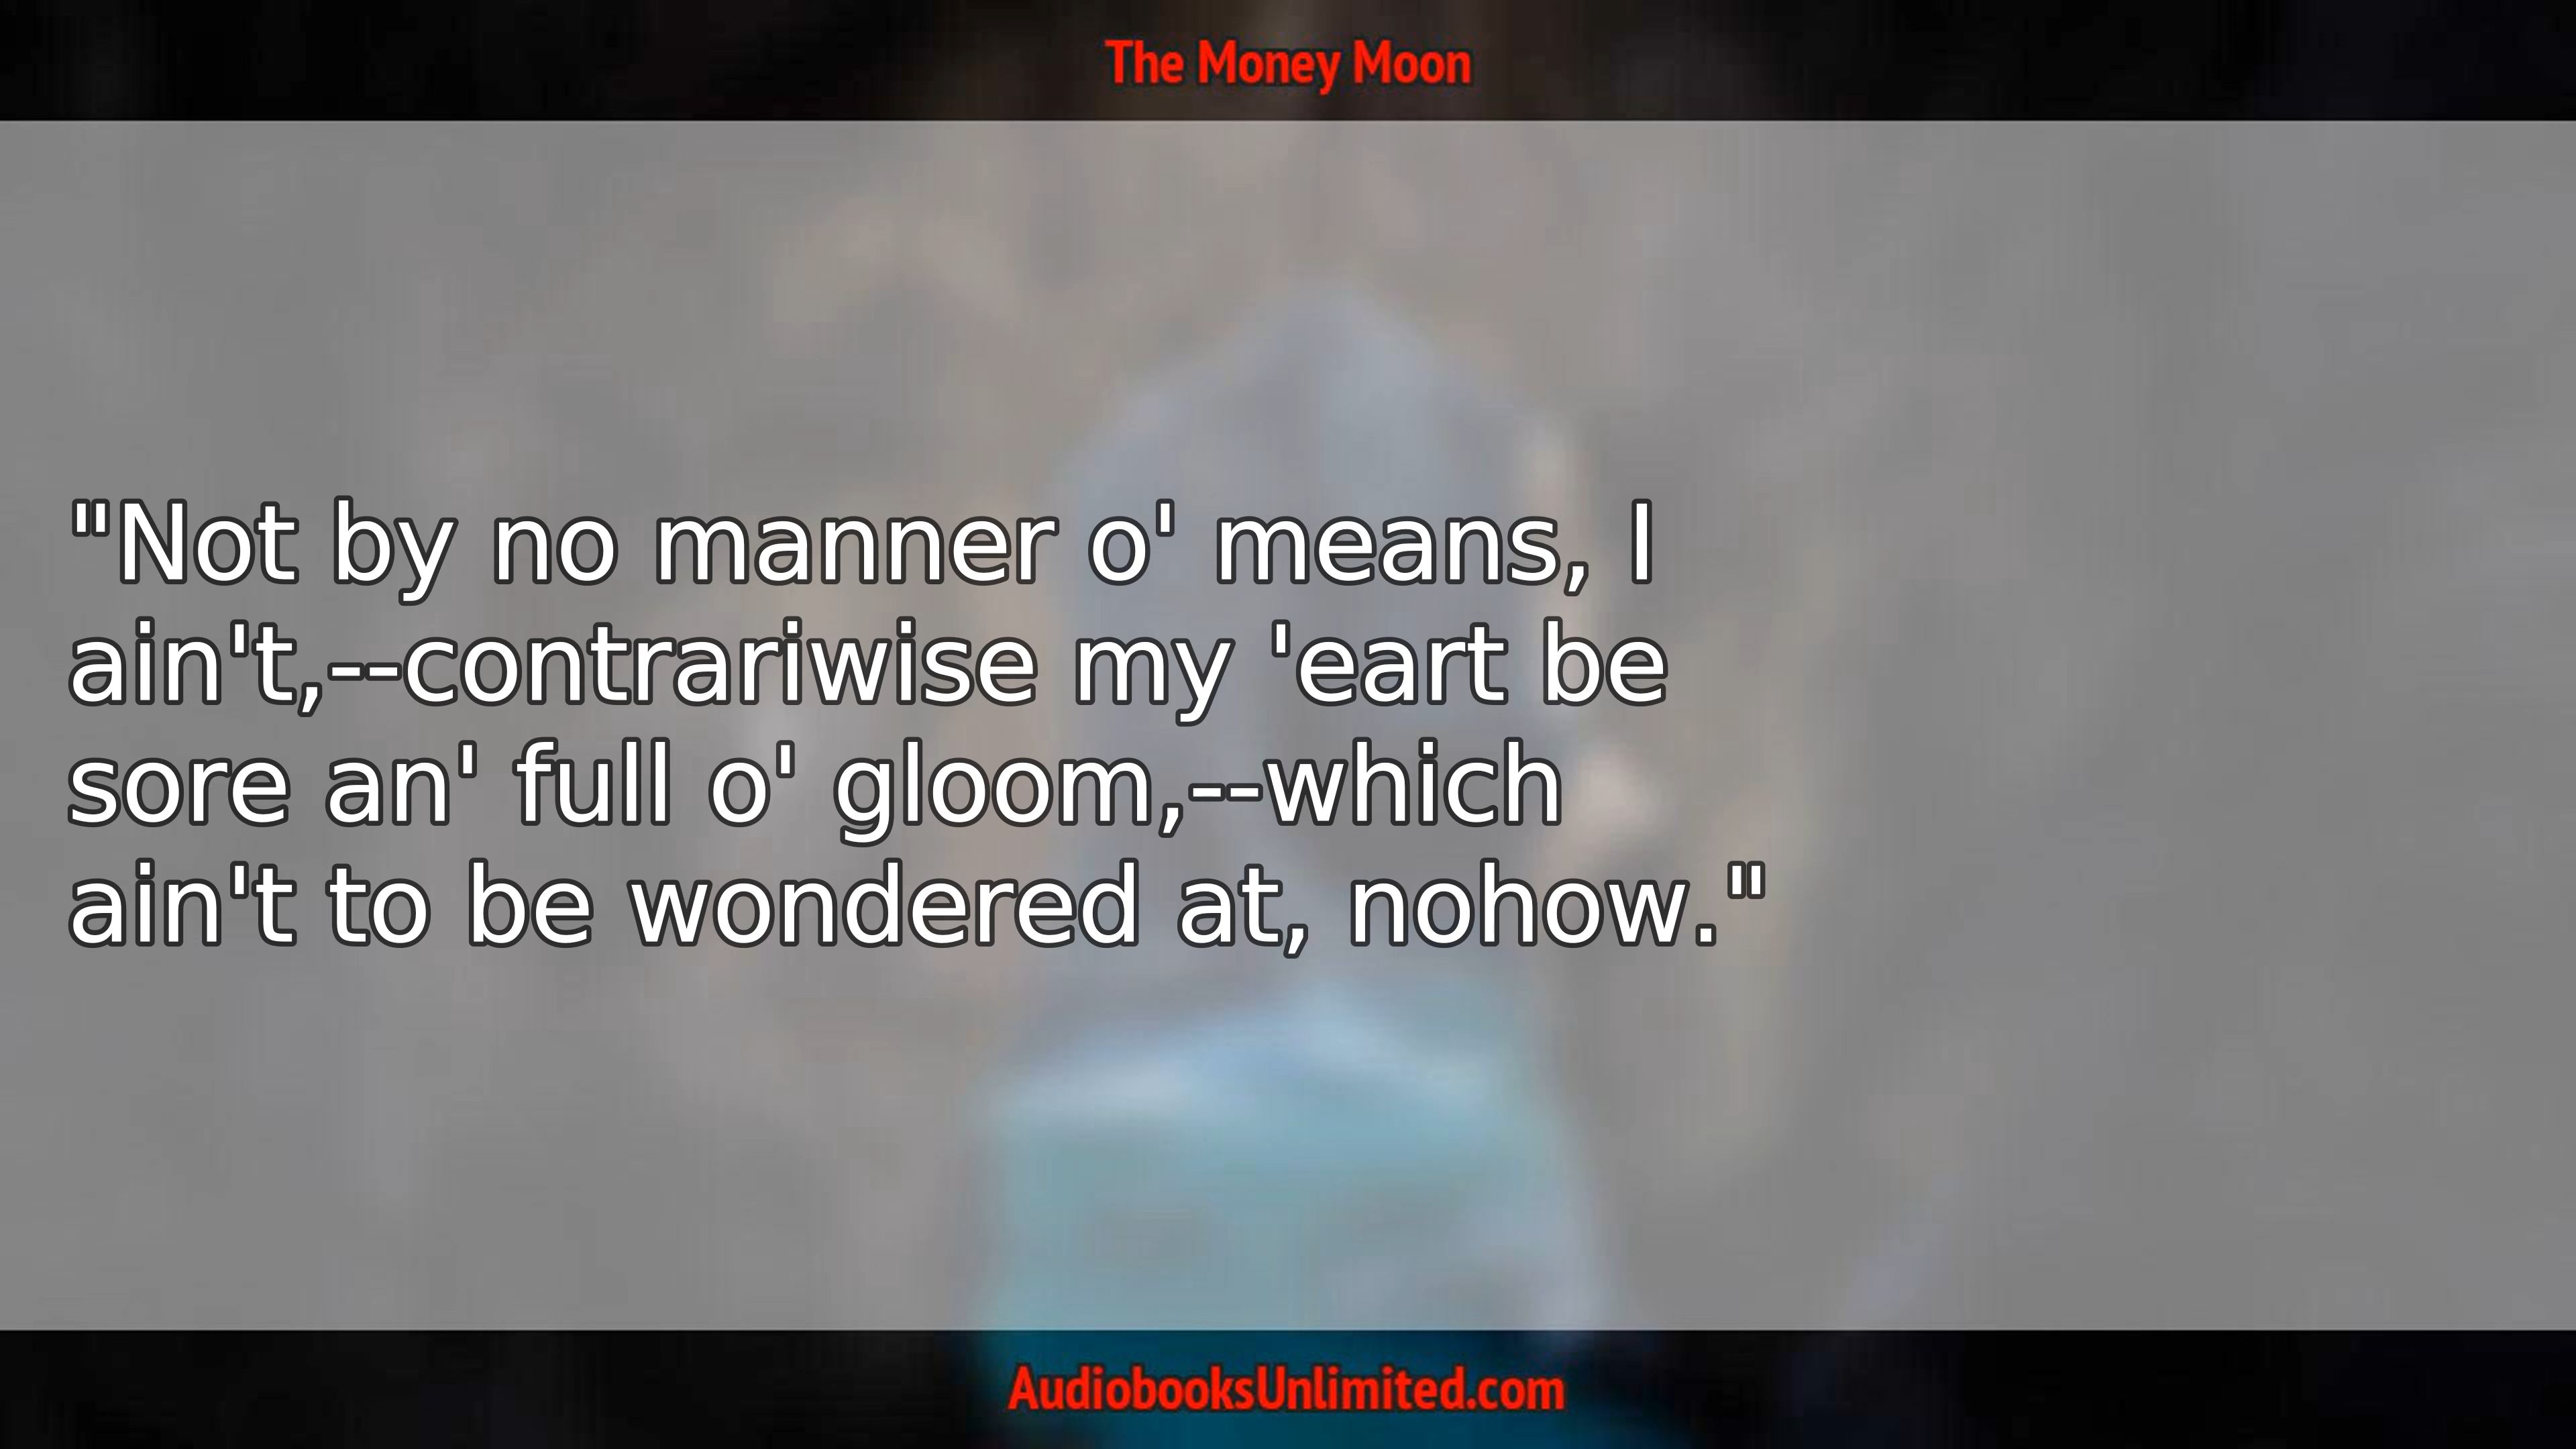 The Money Moon
"Not by no manner o' means, I
ain't,--contrariwise my 'eart be
sore an' full o' gloom,--which
ain't to be wondered at, nohow."
AudiobooksUnlimited.com